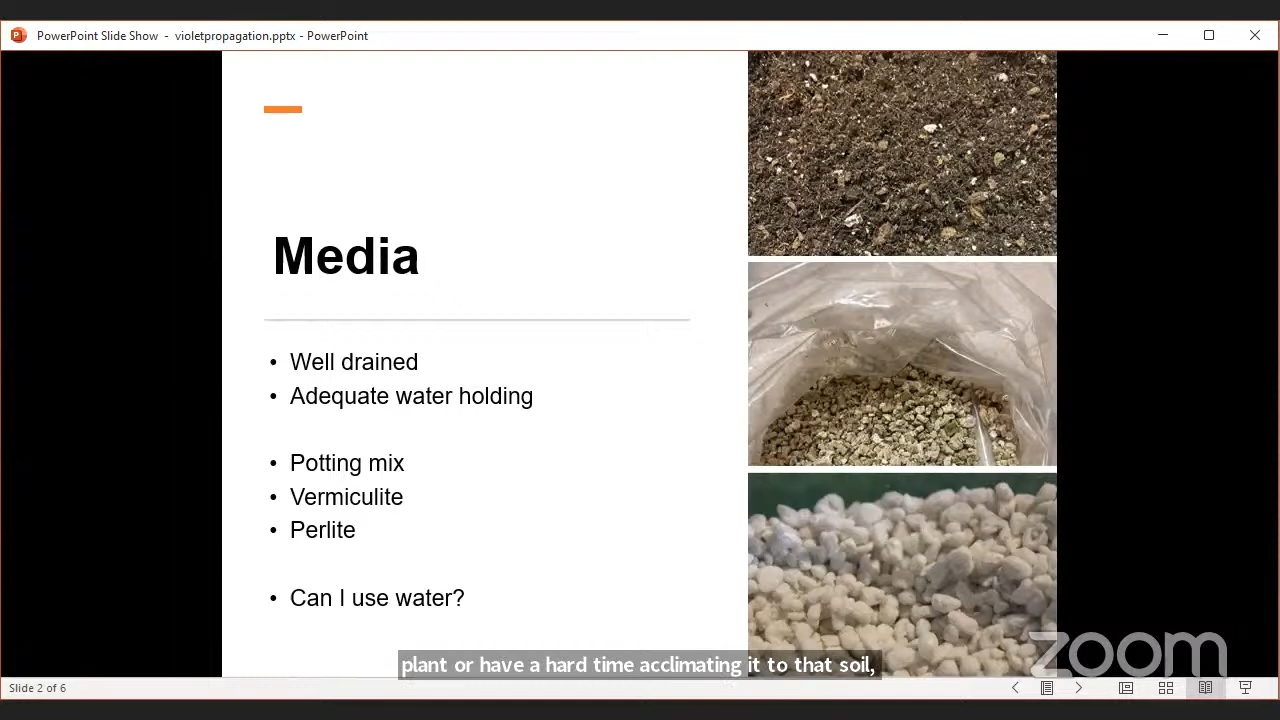 PowerPoint Slide Show - violetpropagation.pptx - PowerPoint
Media
• Well drained
• Adequate water holding
• Potting mix
• Vermiculite
• Perlite
• Can I use water?
plant or have a hard time acclimating it to that soil,
zoom
Slide 2 of 6